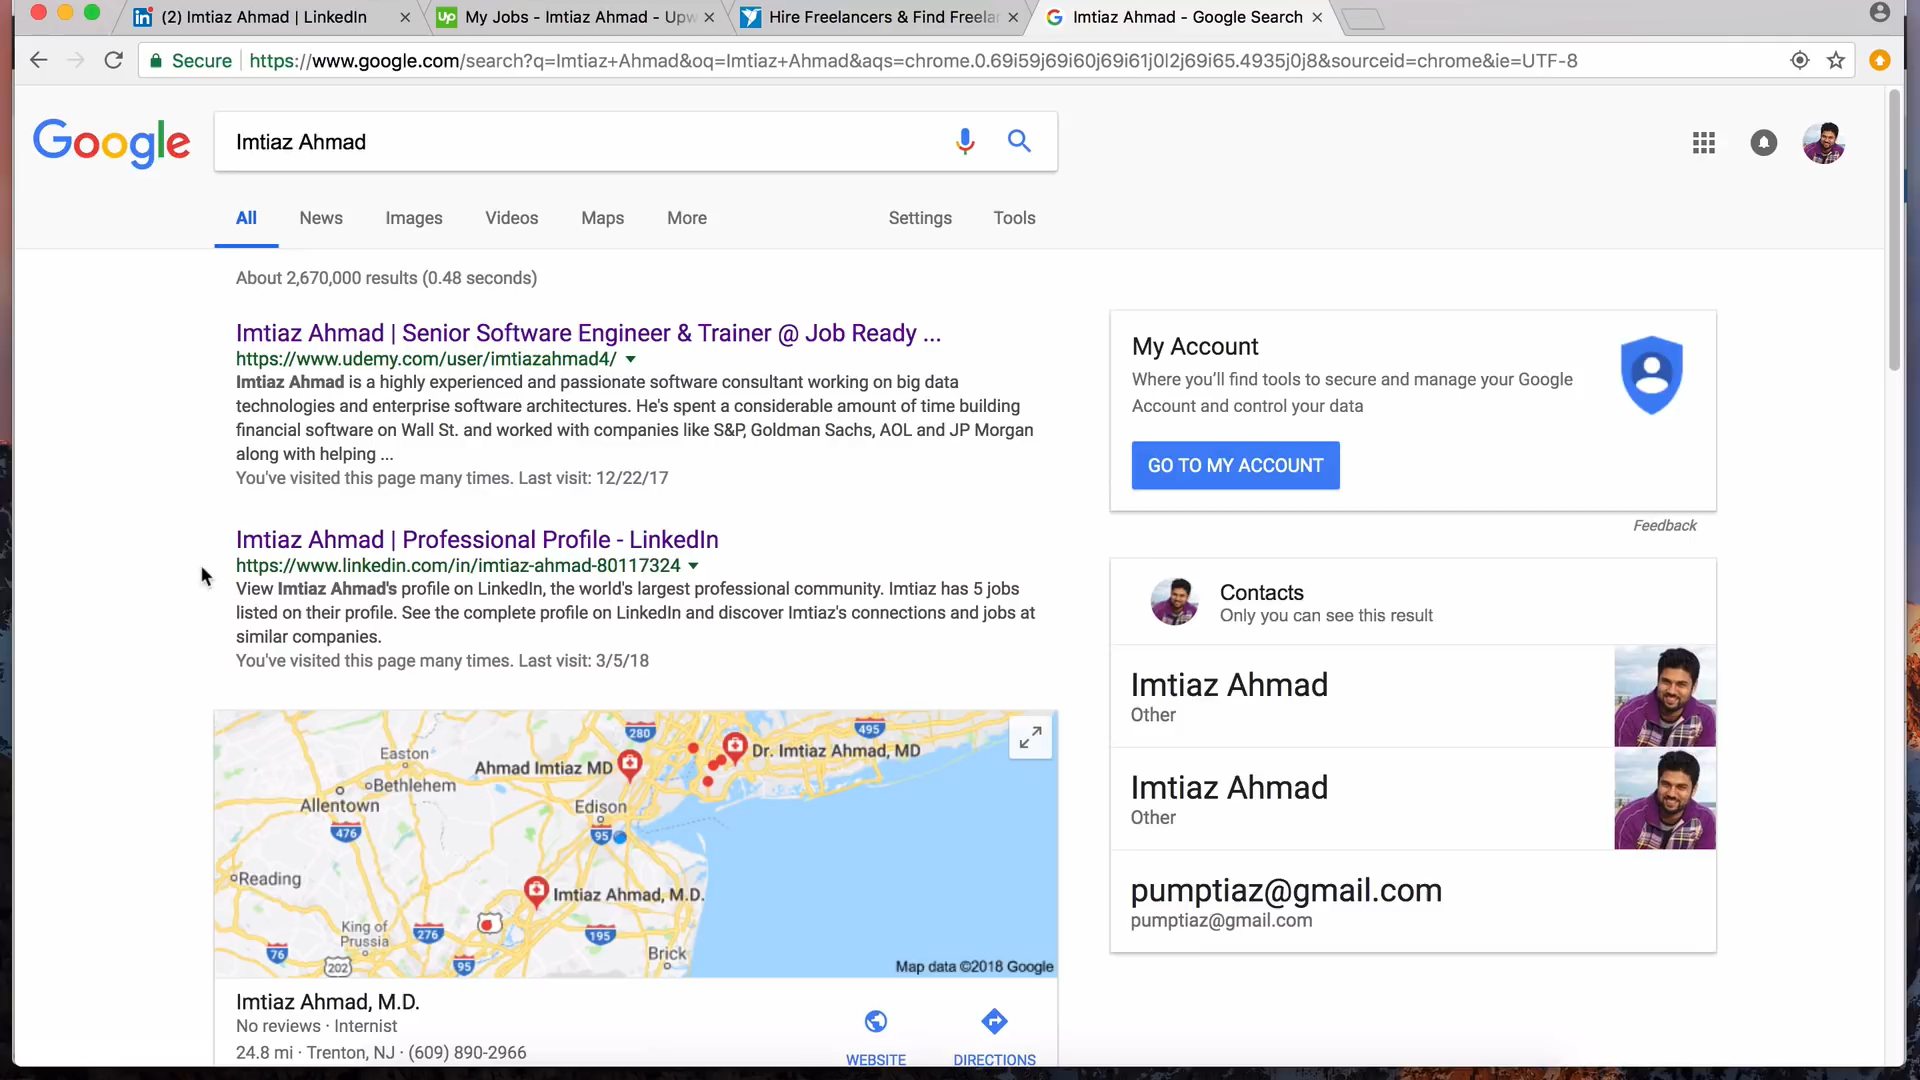 (2) Imtiaz Ahmad | LinkedIn
My Jobs - Imtiaz Ahmad - Upw
Hire Freelancers & Find Freelan
Imtiaz Ahmad - Google Search
Secure
https://www.google.com/search?q=Imtiaz+Ahmad&oq=Imtiaz+Ahmad&aqs=chrome.0.69i59j69i60j69i61j0l2j69i65.4935j0j8&sourceid=chrome&ie=UTF-8
Google
Imtiaz Ahmad
All News Images Videos Maps More Settings Tools
About 2,670,000 results (0.48 seconds)
Imtiaz Ahmad | Senior Software Engineer & Trainer @ Job Ready ...
https://www.udemy.com/user/imtiazahmad4/
Imtiaz Ahmad is a highly experienced and passionate software consultant working on big data
technologies and enterprise software architectures. He's spent a considerable amount of time building
financial software on Wall St. and worked with companies like S&P, Goldman Sachs, AOL and JP Morgan
along with helping ...
You've visited this page many times. Last visit: 12/22/17
Imtiaz Ahmad | Professional Profile - LinkedIn
https://www.linkedin.com/in/imtiaz-ahmad-80117324
View Imtiaz Ahmad's profile on LinkedIn, the world's largest professional community. Imtiaz has 5 jobs
listed on their profile. See the complete profile on LinkedIn and discover Imtiaz's connections and jobs at
similar companies.
You've visited this page many times. Last visit: 3/5/18
280
495
Dr. Imtiaz Ahmad, MD
Easton
Ahmad Imtiaz MD
Bethlehem
Allentown
Edison
476
95
Reading
Imtiaz Ahmad, M.D.
King of
Prussia
276
195
76
Brick
202
95
Map data ©2018 Google
Imtiaz Ahmad, M.D.
No reviews · Internist
24.8 mi · Trenton, NJ · (609) 890-2966
WEBSITE
DIRECTIONS
My Account
Where you'll find tools to secure and manage your Google
Account and control your data
GO TO MY ACCOUNT
Feedback
Contacts
Only you can see this result
Imtiaz Ahmad
Other
Imtiaz Ahmad
Other
pumptiaz@gmail.com
pumptiaz@gmail.com